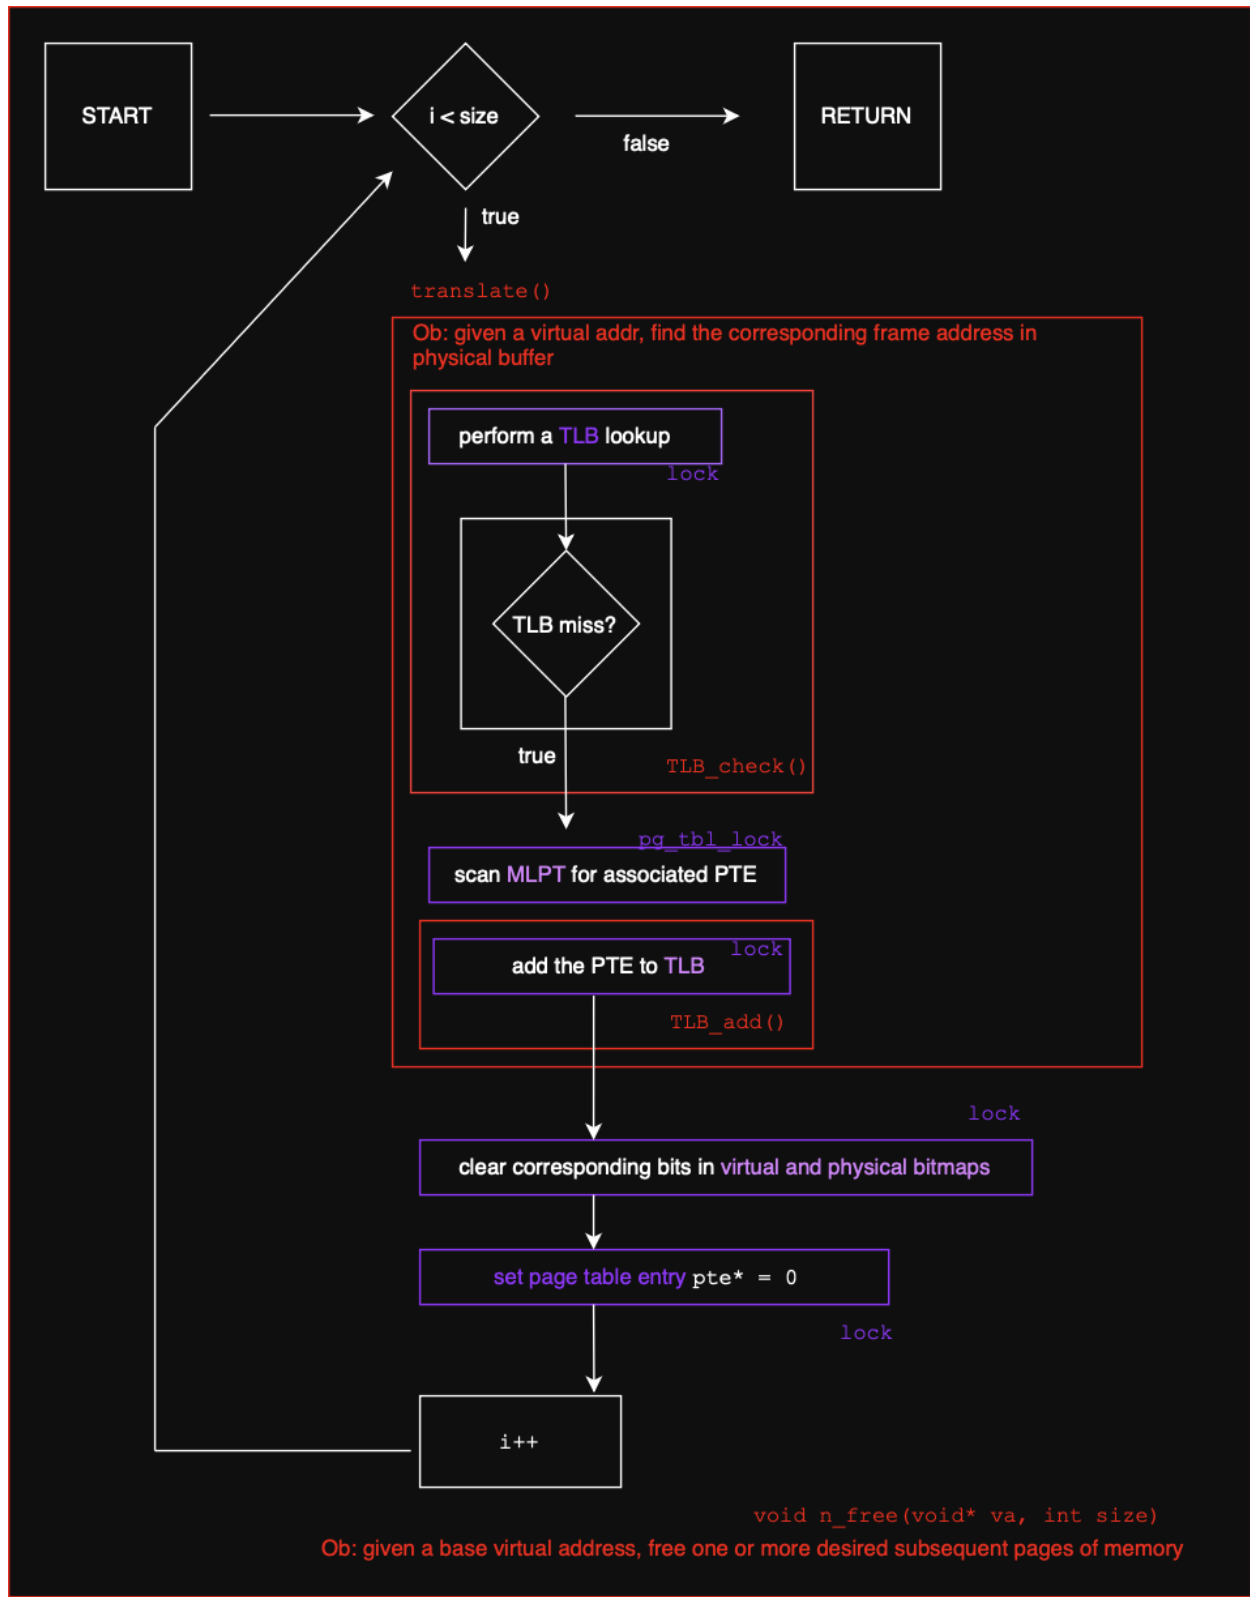 START
i < size
RETURN
false
true
translate()
Ob: given a virtual addr, find the corresponding frame address in
physical buffer
perform a TLB lookup
lock
TLB miss?
true
TLB_check()
pg_tbl_lock
scan MLPT for associated PTE
lock
add the PTE to TLB
TLB_add()
lock
clear corresponding bits in virtual and physical bitmaps
set page table entry pte* = 0
lock
i++
void n_free(void* va, int size)
Ob: given a base virtual address, free one or more desired subsequent pages of memory